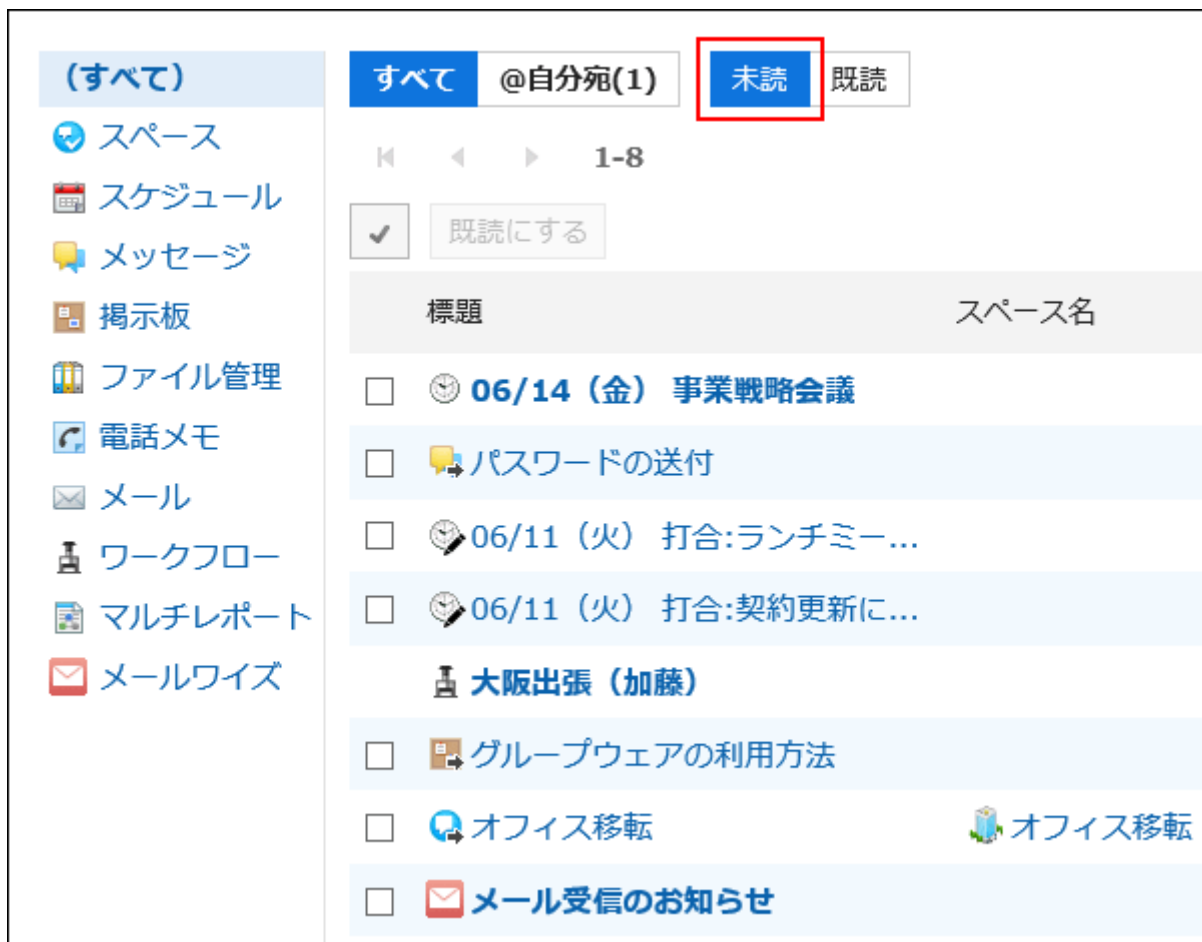 (すべて)
スペース
スケジュール
メッセージ
掲示板
ファイル管理
電話メモ
メール
ワークフロー
マルチレポート
メールワイズ
すべて @自分宛(1) 未読 既読
1-8
既読にする
標題 スペース名
06/14(金) 事業戦略会議
パスワードの送付
06/11(火) 打合:ランチミー...
06/11(火) 打合:契約更新に...
大阪出張(加藤)
グループウェアの利用方法
オフィス移転 オフィス移転
メール受信のお知らせ